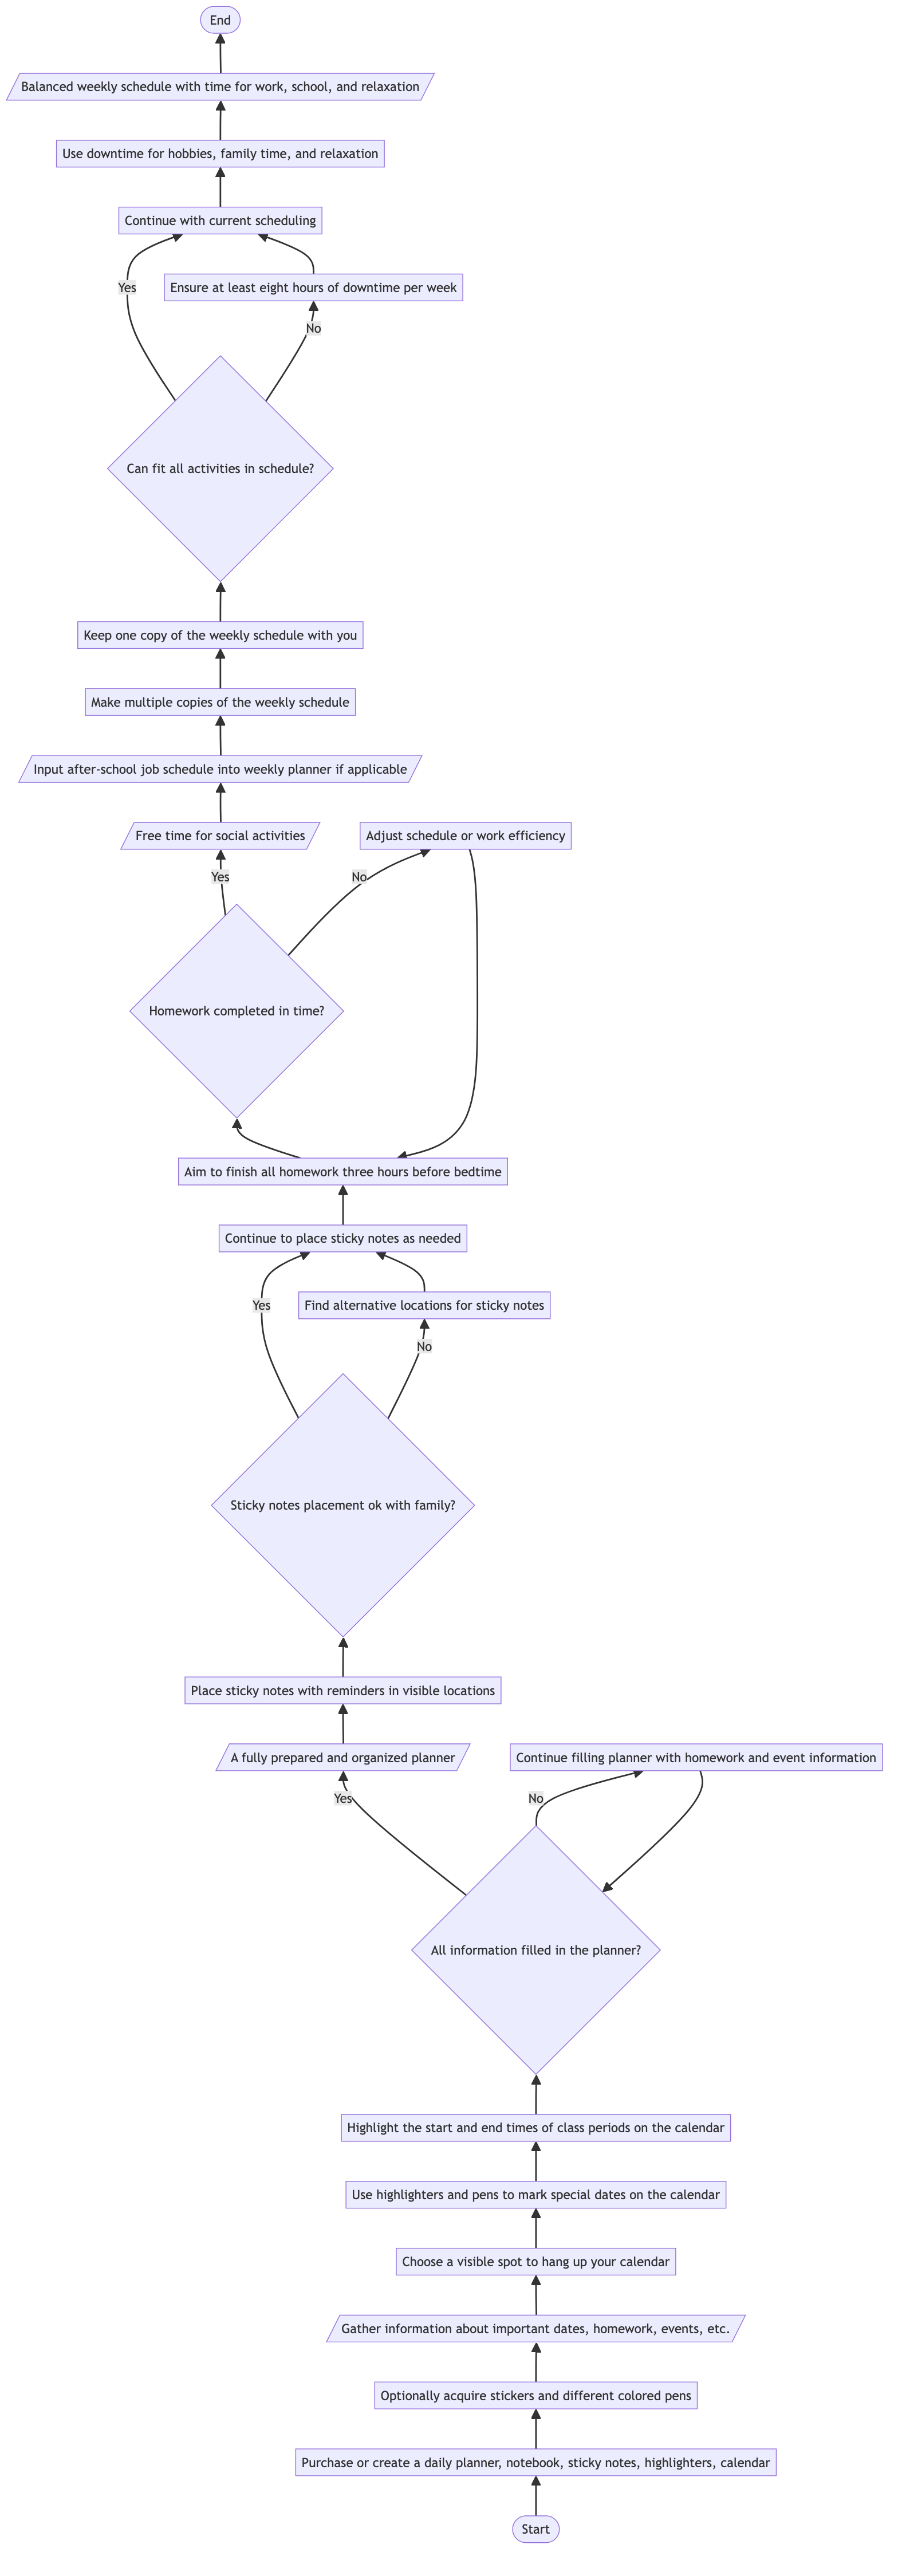 End
Balanced weekly schedule with time for work, school, and relaxation
Use downtime for hobbies, family time, and relaxation
Continue with current scheduling
Yes
Ensure at least eight hours of downtime per week
No
Can fit all activities in schedule?
Keep one copy of the weekly schedule with you
Make multiple copies of the weekly schedule
Input after-school job schedule into weekly planner if applicable
Free time for social activities
Adjust schedule or work efficiency
Yes
No
Homework completed in time?
Aim to finish all homework three hours before bedtime
Continue to place sticky notes as needed
Yes
Find alternative locations for sticky notes
No
Sticky notes placement ok with family?
Place sticky notes with reminders in visible locations
A fully prepared and organized planner
Continue filling planner with homework and event information
Yes
No
All information filled in the planner?
Highlight the start and end times of class periods on the calendar
Use highlighters and pens to mark special dates on the calendar
Choose a visible spot to hang up your calendar
Gather information about important dates, homework, events, etc.
Optionally acquire stickers and different colored pens
Purchase or create a daily planner, notebook, sticky notes, highlighters, calendar
Start